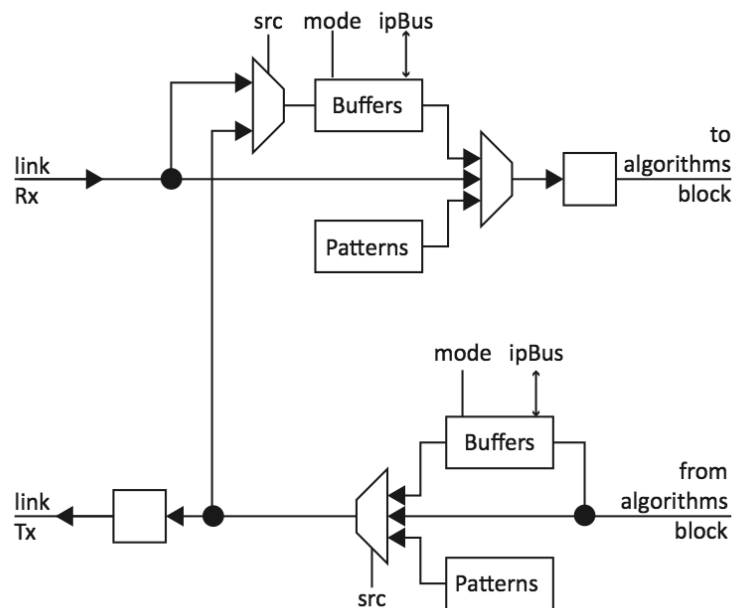 src mode ipBus
Buffers
link
Rx
to
algorithms
block
Patterns
mode ipBus
Buffers
link
Tx
from
algorithms
block
Patterns
src